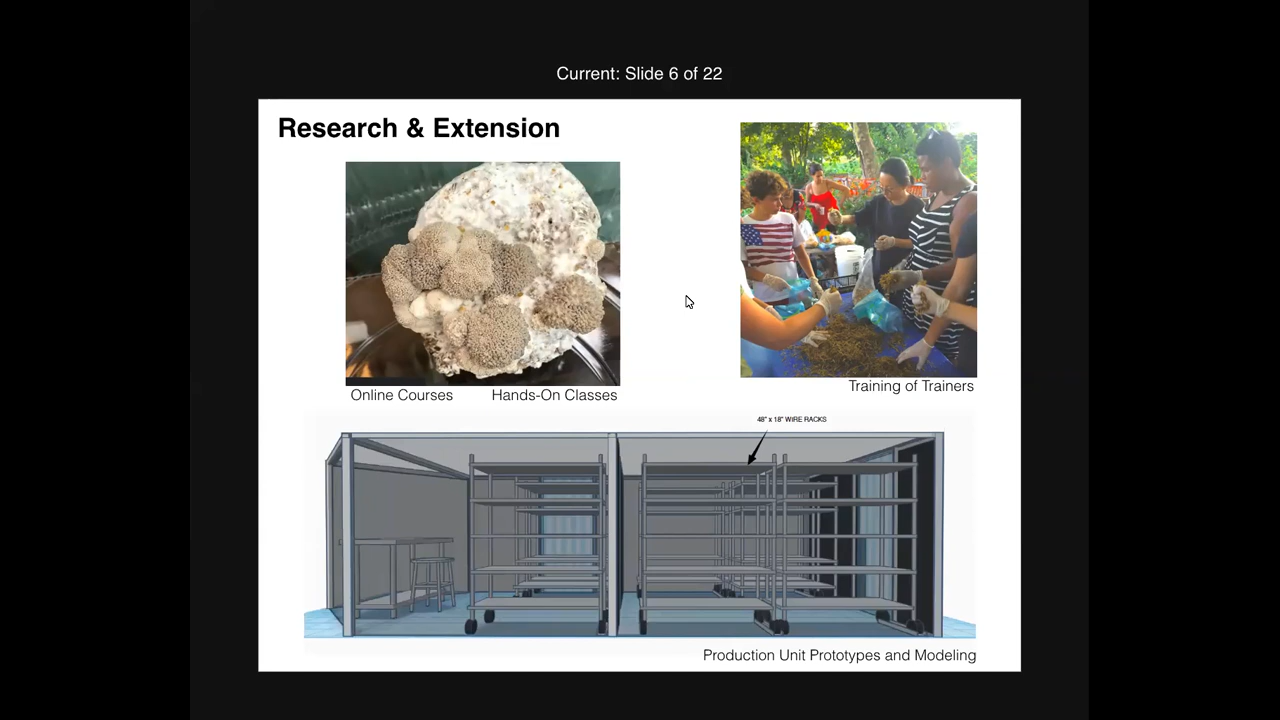 Current: Slide 6 of 22
Research & Extension
Online Courses
Hands-On Classes
Training of Trainers
48" x 18" WIRE RACKS
Production Unit Prototypes and Modeling